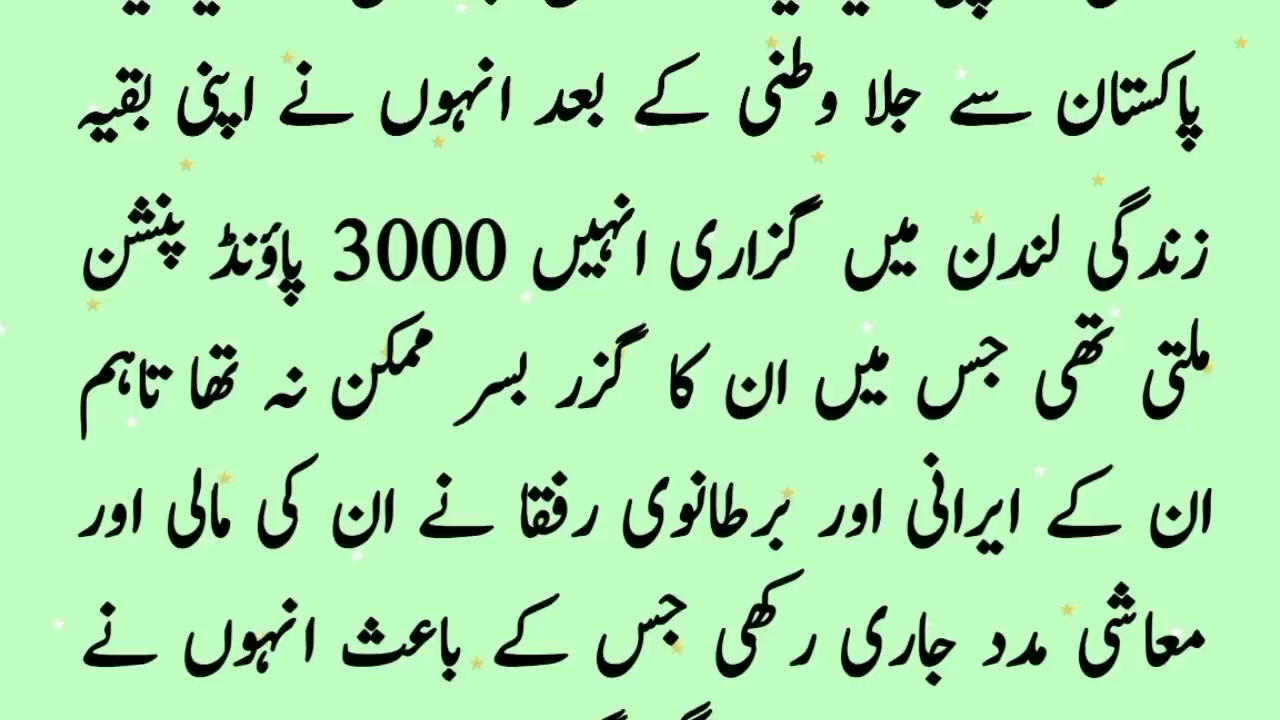 پاکستان سے جلا وطنی کے بعد انہوں نے اپنی بقیہ
زندگی لندن میں گزاری انہیں 3000 پاؤنڈ پنشن
ملتی تھی جس میں ان کا گزر بسر ممکن نہ تھا تاہم
ان کے ایرانی اور برطانوی رفقا نے ان کی مالی اور
معاشی مدد جاری رکھی جس کے باعث انہوں نے